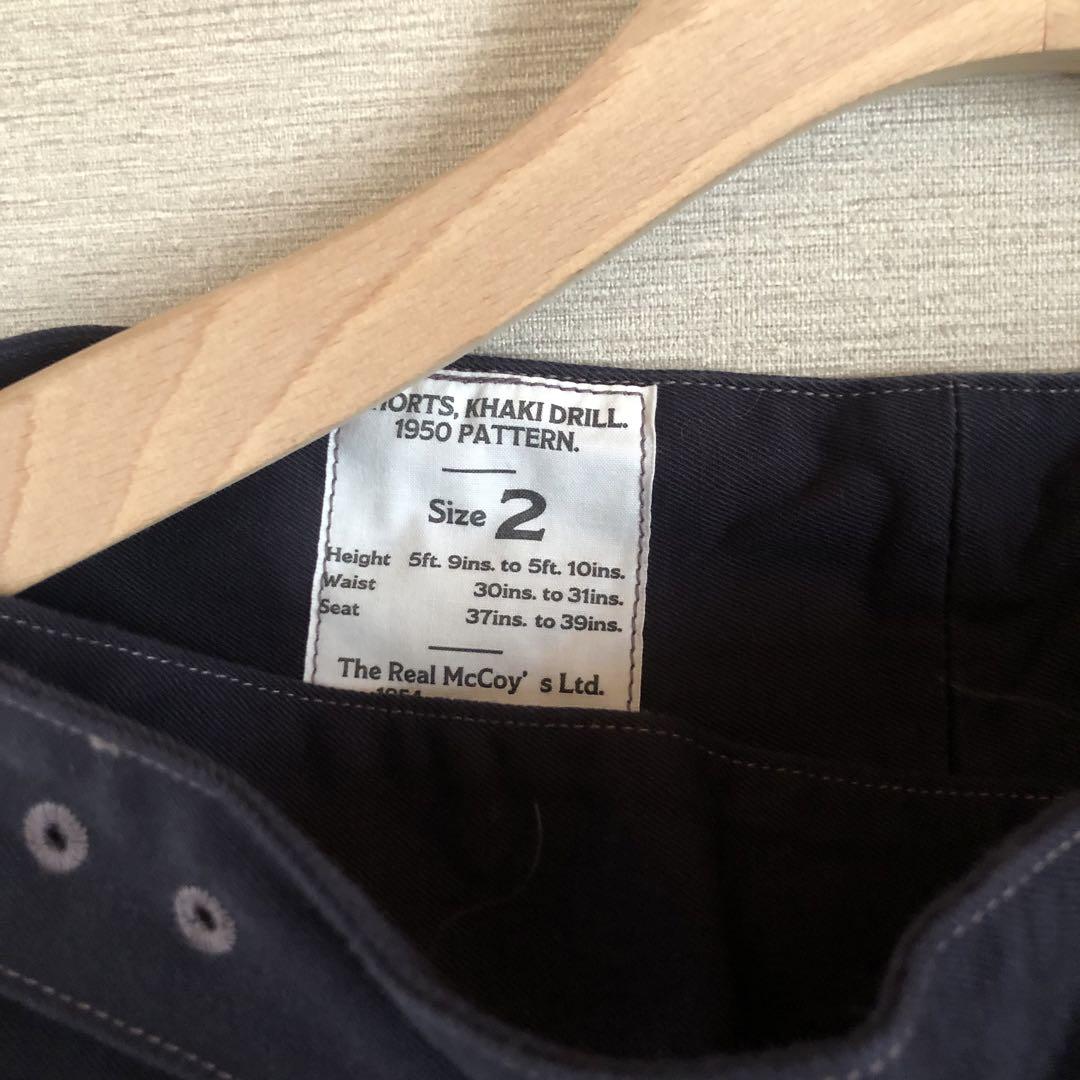 HORTS, KHAKI DRILL.
1950 PATTERN.
Size 2
Height 5ft. 9ins. to 5ft. 10ins.
Waist 30ins. to 31ins.
Seat 37ins. to 39ins.
The Real McCoy's Ltd.
1954